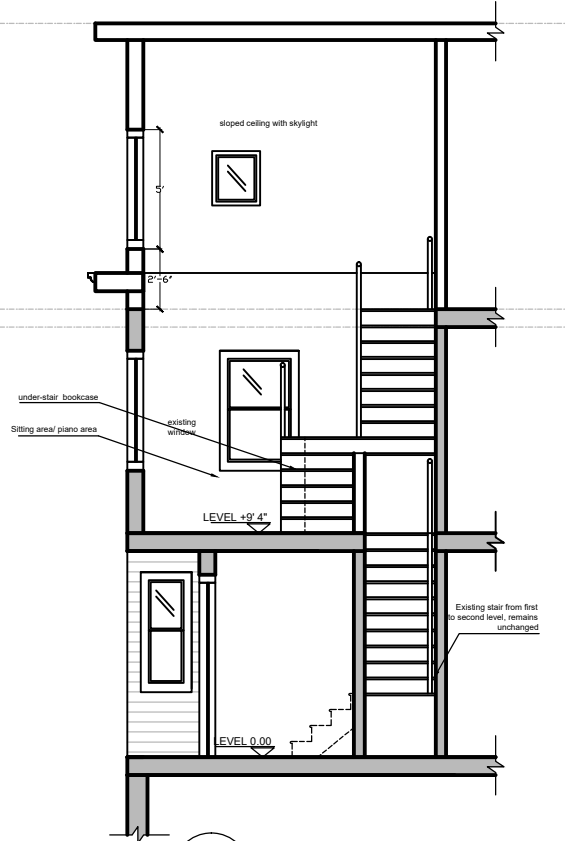 sloped ceiling with skylight
5'
2'-6"
under-stair bookcase
existing
window
Sitting area/ piano area
LEVEL +9' 4"
Existing stair from first
to second level, remains
unchanged
LEVEL 0.00